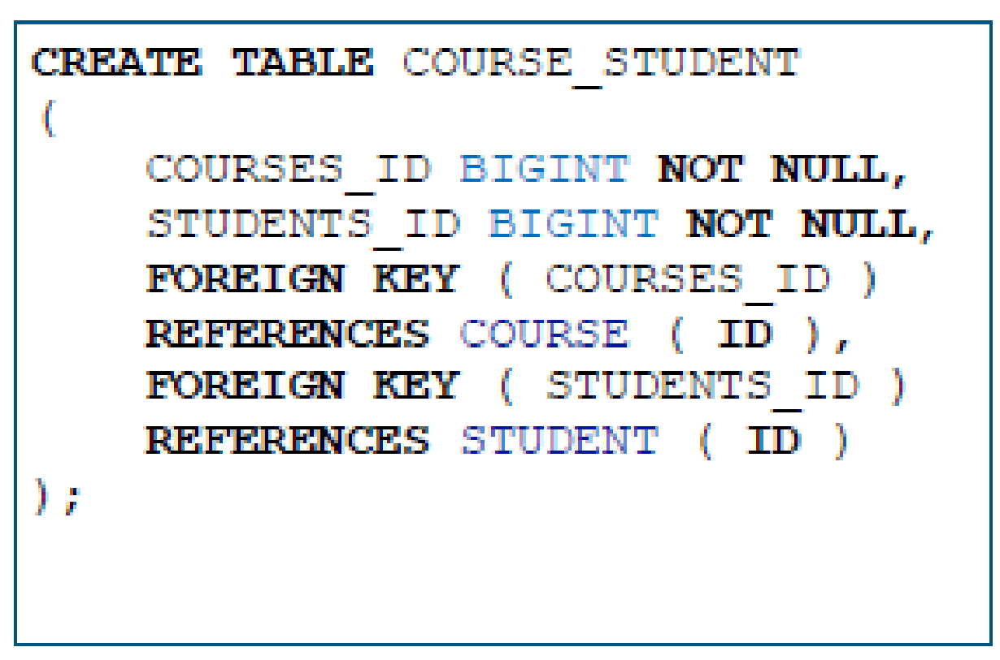 CREATE TABLE COURSE_STUDENT
(
COURSES_ID BIGINT NOT NULL,
STUDENTS_ID BIGINT NOT NULL,
FOREIGN KEY ( COURSES_ID )
REFERENCES COURSE ( ID ),
FOREIGN KEY ( STUDENTS_ID )
REFERENCES STUDENT ( ID )
);